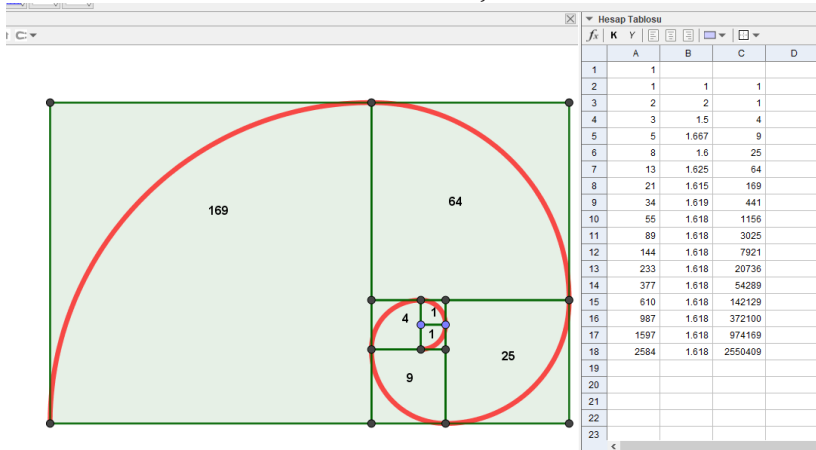 Hesap Tablosu
fx K Y
A B C D
1 1
2 1 1 1
3 2 2 1
4 3 1.5 4
5 5 1.667 9
6 8 1.6 25
7 13 1.625 64
8 21 1.615 169
9 34 1.619 441
10 55 1.618 1156
11 89 1.618 3025
12 144 1.618 7921
13 233 1.618 20736
14 377 1.618 54289
15 610 1.618 142129
16 987 1.618 372100
17 1597 1.618 974169
18 2584 1.618 2550409
19
20
21
22
23
169
64
4
1
1
25
9